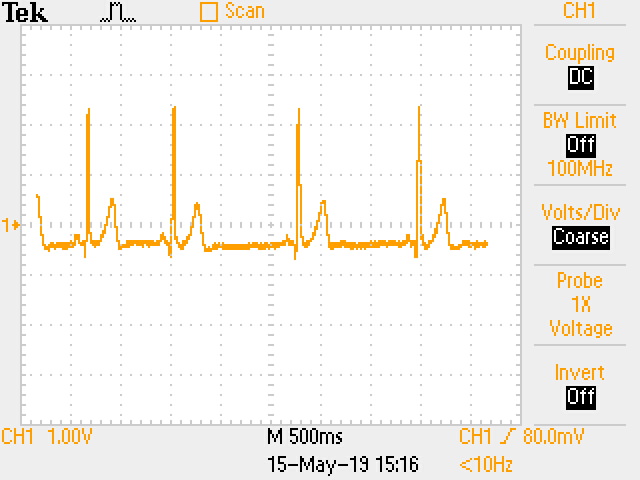 Tek Scan CH1
Coupling
DC
BW Limit
Off
100MHz
Volts/Div
Coarse
Probe
1X
Voltage
Invert
Off
1
CH1 1.00V M 500ms CH1 80.0mV
15-May-19 15:16 <10Hz